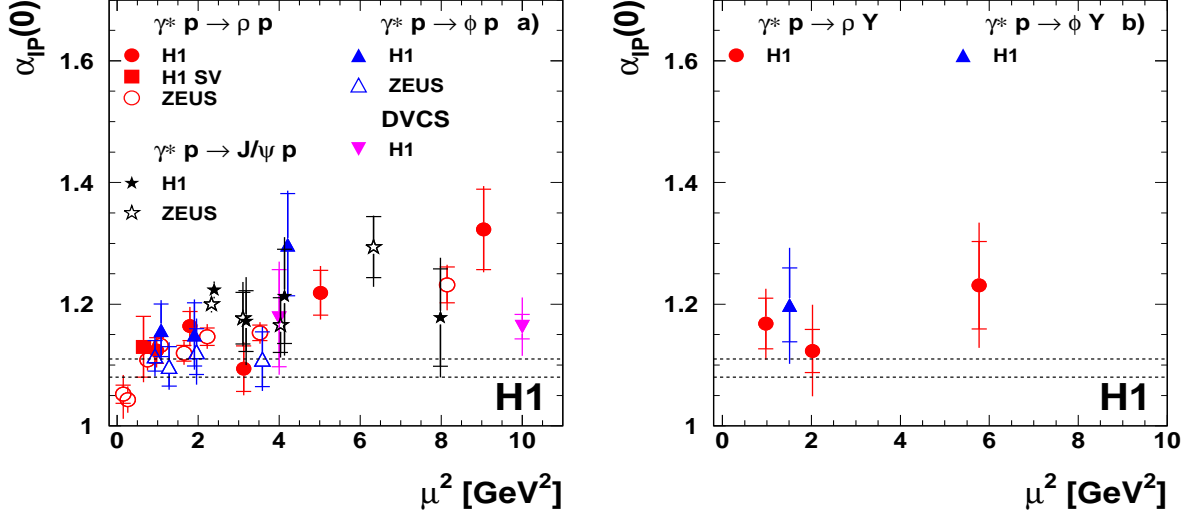 α_IP(0)
γ* p → ρ p
γ* p → ϕ p a)
H1
H1 SV
ZEUS
H1
ZEUS
DVCS
H1
γ* p → J/ψ p
H1
ZEUS
1.6
1.4
1.2
1
H1
0 2 4 6 8 10
μ² [GeV²]
α_IP(0)
γ* p → ρ Y
γ* p → ϕ Y b)
H1
H1
1.6
1.4
1.2
1
H1
0 2 4 6 8 10
μ² [GeV²]